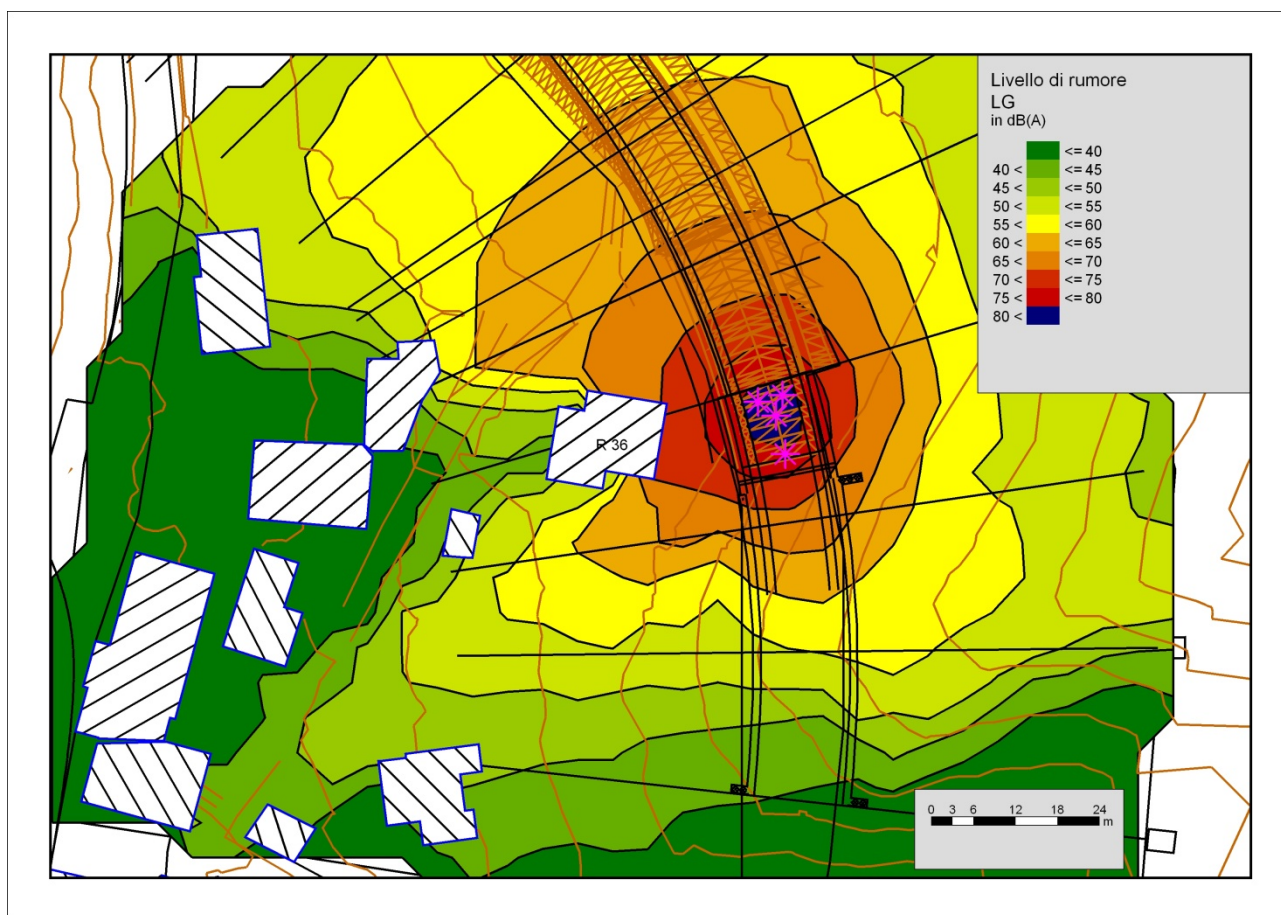 Livello di rumore
LG
in dB(A)
<= 40
40 < <= 45
45 < <= 50
50 < <= 55
55 < <= 60
60 < <= 65
65 < <= 70
70 < <= 75
75 < <= 80
80 <
R 36
0 3 6 12 18 24
m